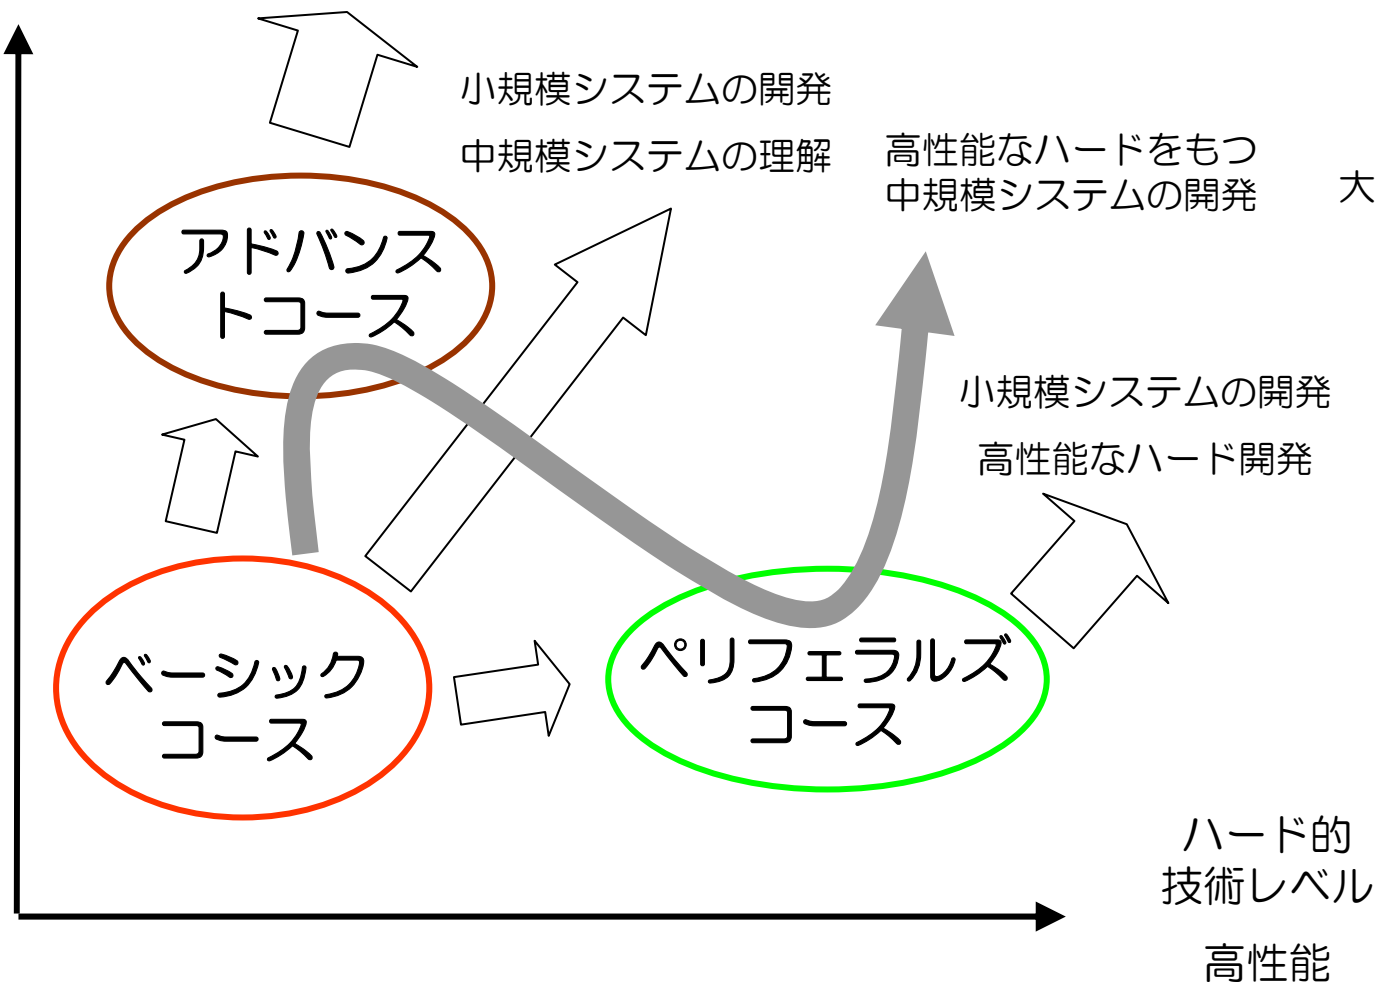 小規模システムの開発
中規模システムの理解
高性能なハードをもつ
中規模システムの開発
大
アドバンス
トコース
小規模システムの開発
高性能なハード開発
ベーシック
コース
ペリフェラルズ
コース
ハード的
技術レベル
高性能